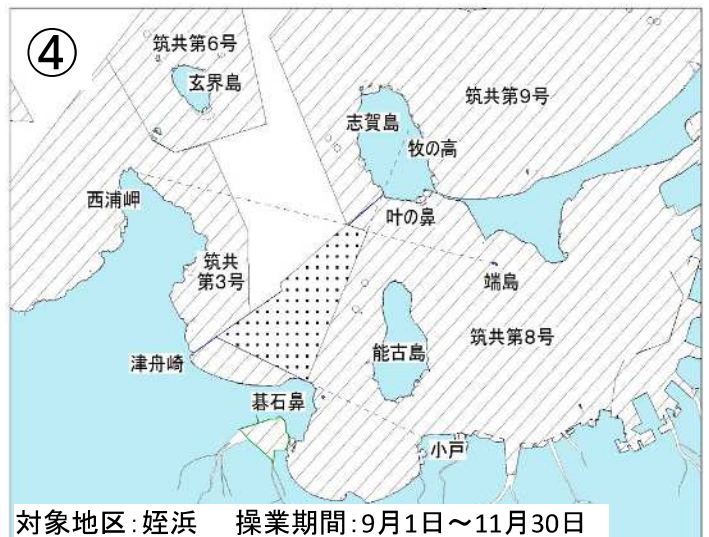 ④
筑共第6号
玄界島
志賀島
筑共第9号
牧の高
西浦岬
叶の鼻
筑共
第3号
端島
津舟崎
能古島
筑共第8号
碁石鼻
小戸
対象地区:姪浜 操業期間:9月1日～11月30日